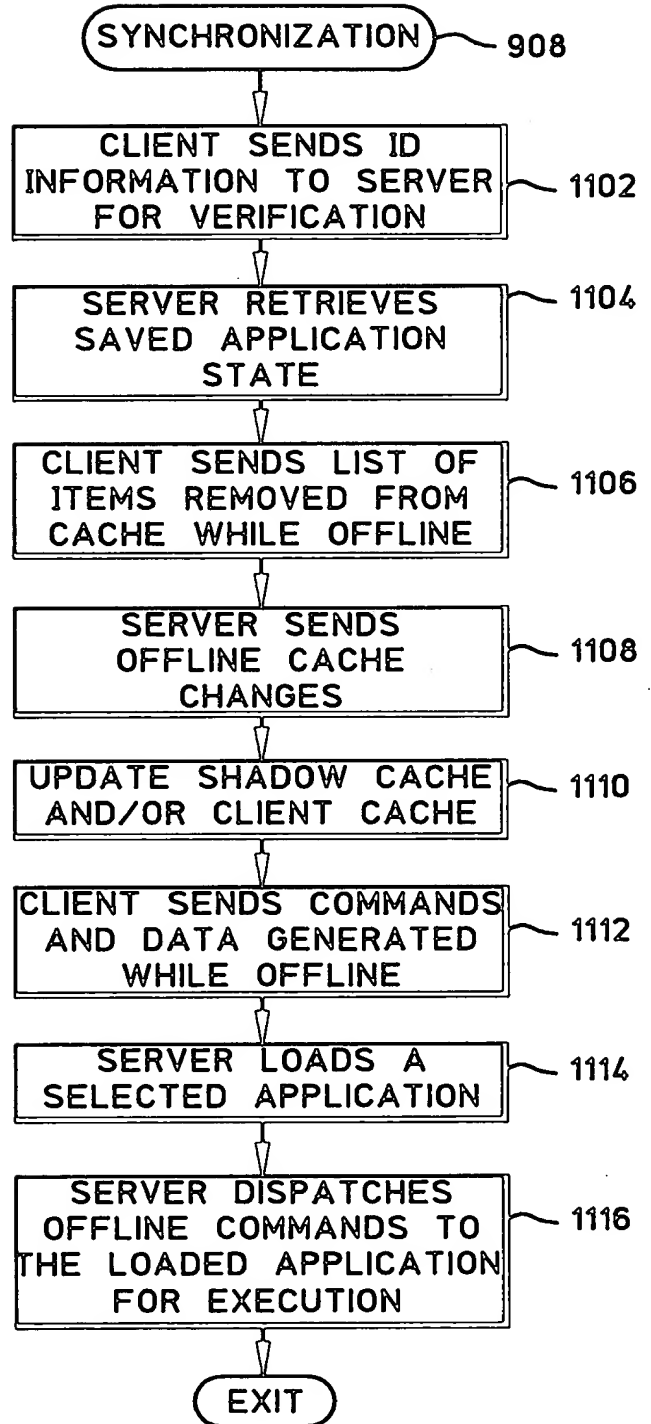 SYNCHRONIZATION
908
CLIENT SENDS ID
INFORMATION TO SERVER
FOR VERIFICATION
1102
SERVER RETRIEVES
SAVED APPLICATION
STATE
1104
CLIENT SENDS LIST OF
ITEMS REMOVED FROM
CACHE WHILE OFFLINE
1106
SERVER SENDS
OFFLINE CACHE
CHANGES
1108
UPDATE SHADOW CACHE
AND/OR CLIENT CACHE
1110
CLIENT SENDS COMMANDS
AND DATA GENERATED
WHILE OFFLINE
1112
SERVER LOADS A
SELECTED APPLICATION
1114
SERVER DISPATCHES
OFFLINE COMMANDS TO
THE LOADED APPLICATION
FOR EXECUTION
1116
EXIT